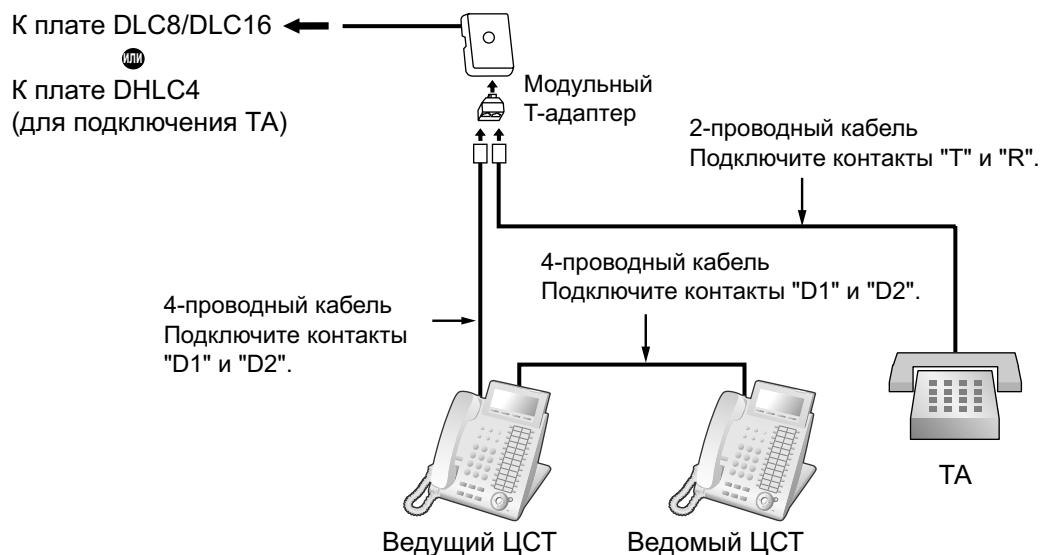 К плате DLC8/DLC16
или
К плате DHLC4
(для подключения ТА)
Модульный
Т-адаптер
2-проводный кабель
Подключите контакты "T" и "R".
4-проводный кабель
Подключите контакты "D1" и "D2".
4-проводный кабель
Подключите контакты
"D1" и "D2".
ТА
Ведущий ЦСТ
Ведомый ЦСТ